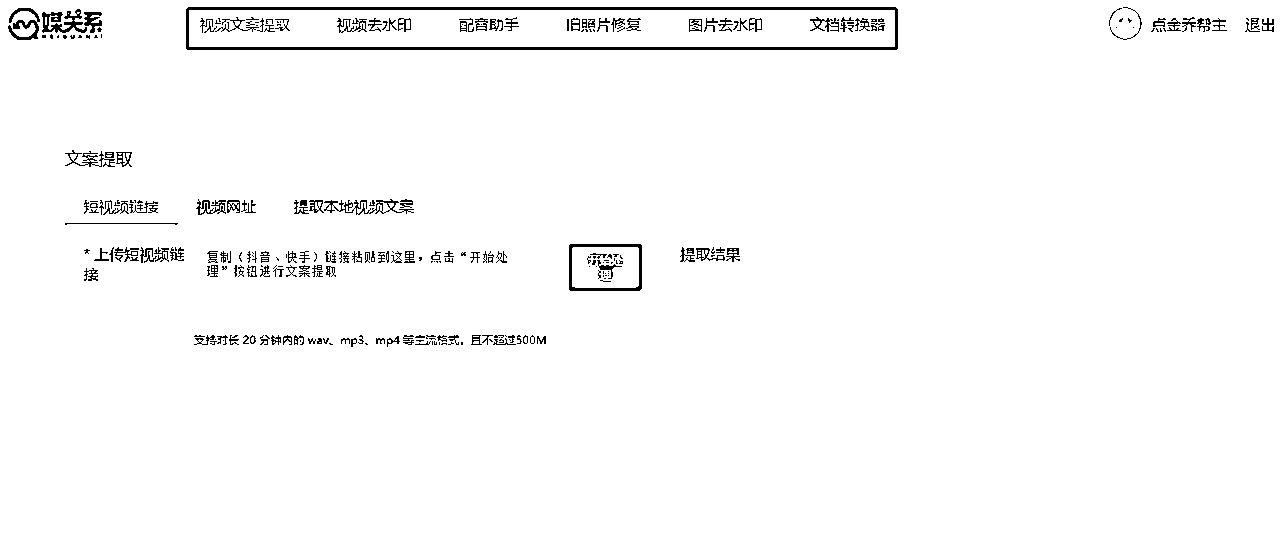 媒关系
MEIGUANXI
视频文案提取 视频去水印 配音助手 旧照片修复 图片去水印 文档转换器
点金乔帮主 退出
文案提取
短视频链接 视频网址 提取本地视频文案
* 上传短视频链
接
复制（抖音、快手）链接粘贴到这里，点击“开始处
理”按钮进行文案提取
开始处
理
提取结果
支持时长 20 分钟内的 wav、mp3、mp4 等主流格式，且不超过500M